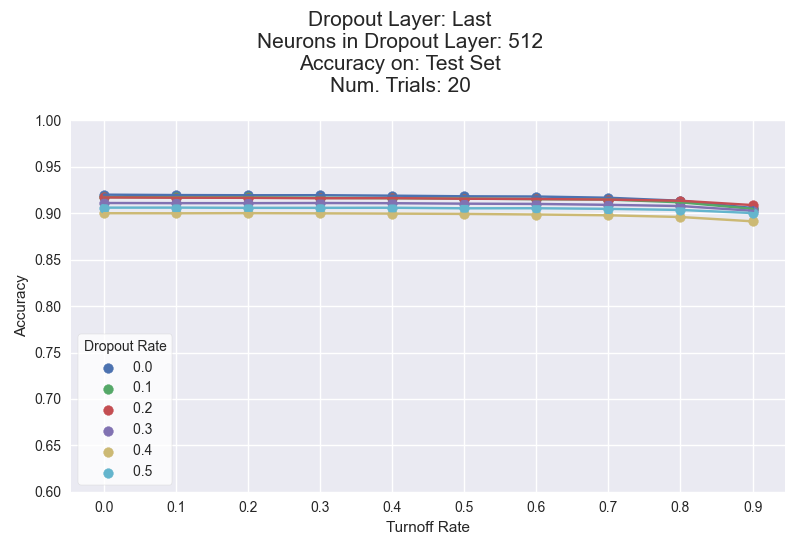 Dropout Layer: Last
Neurons in Dropout Layer: 512
Accuracy on: Test Set
Num. Trials: 20
1.00
0.95
0.90
0.85
0.80
0.75
0.70
0.65
0.60
Accuracy
Dropout Rate
0.0
0.1
0.2
0.3
0.4
0.5
0.0 0.1 0.2 0.3 0.4 0.5 0.6 0.7 0.8 0.9
Turnoff Rate